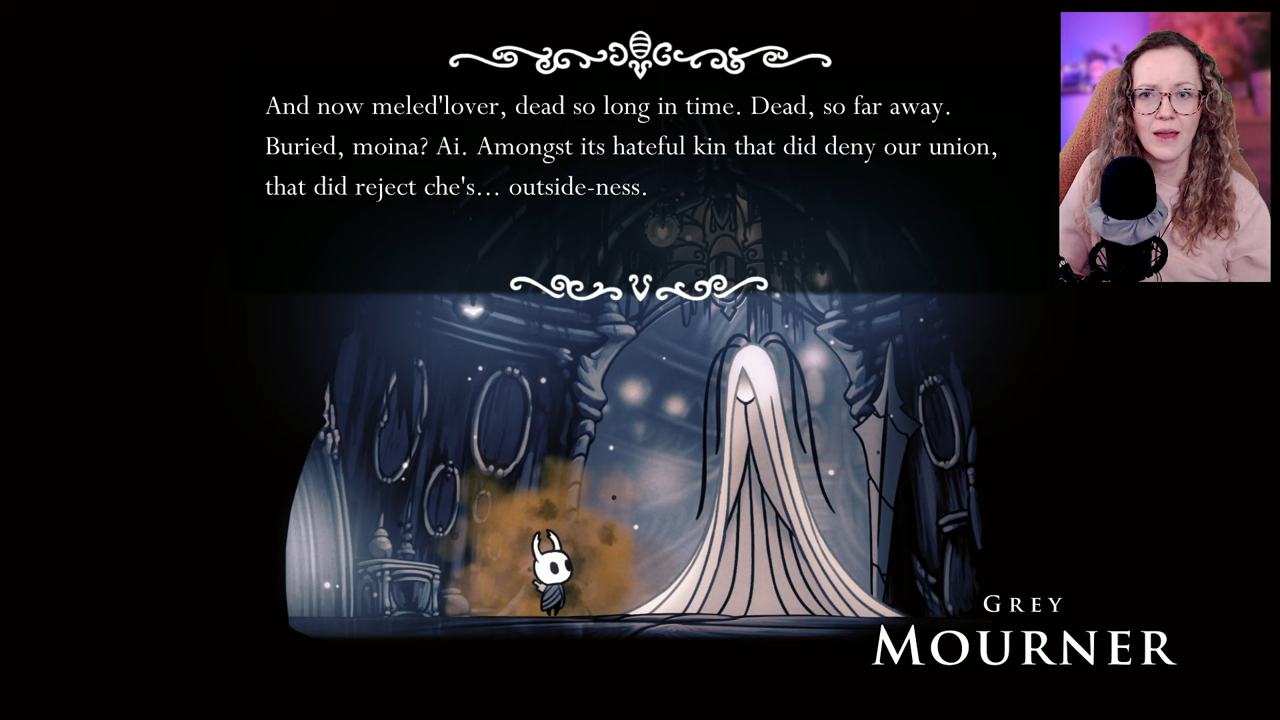 And now meled'lover, dead so long in time. Dead, so far away.
Buried, moina? Ai. Amongst its hateful kin that did deny our union,
that did reject che's... outside-ness.
GREY
MOURNER